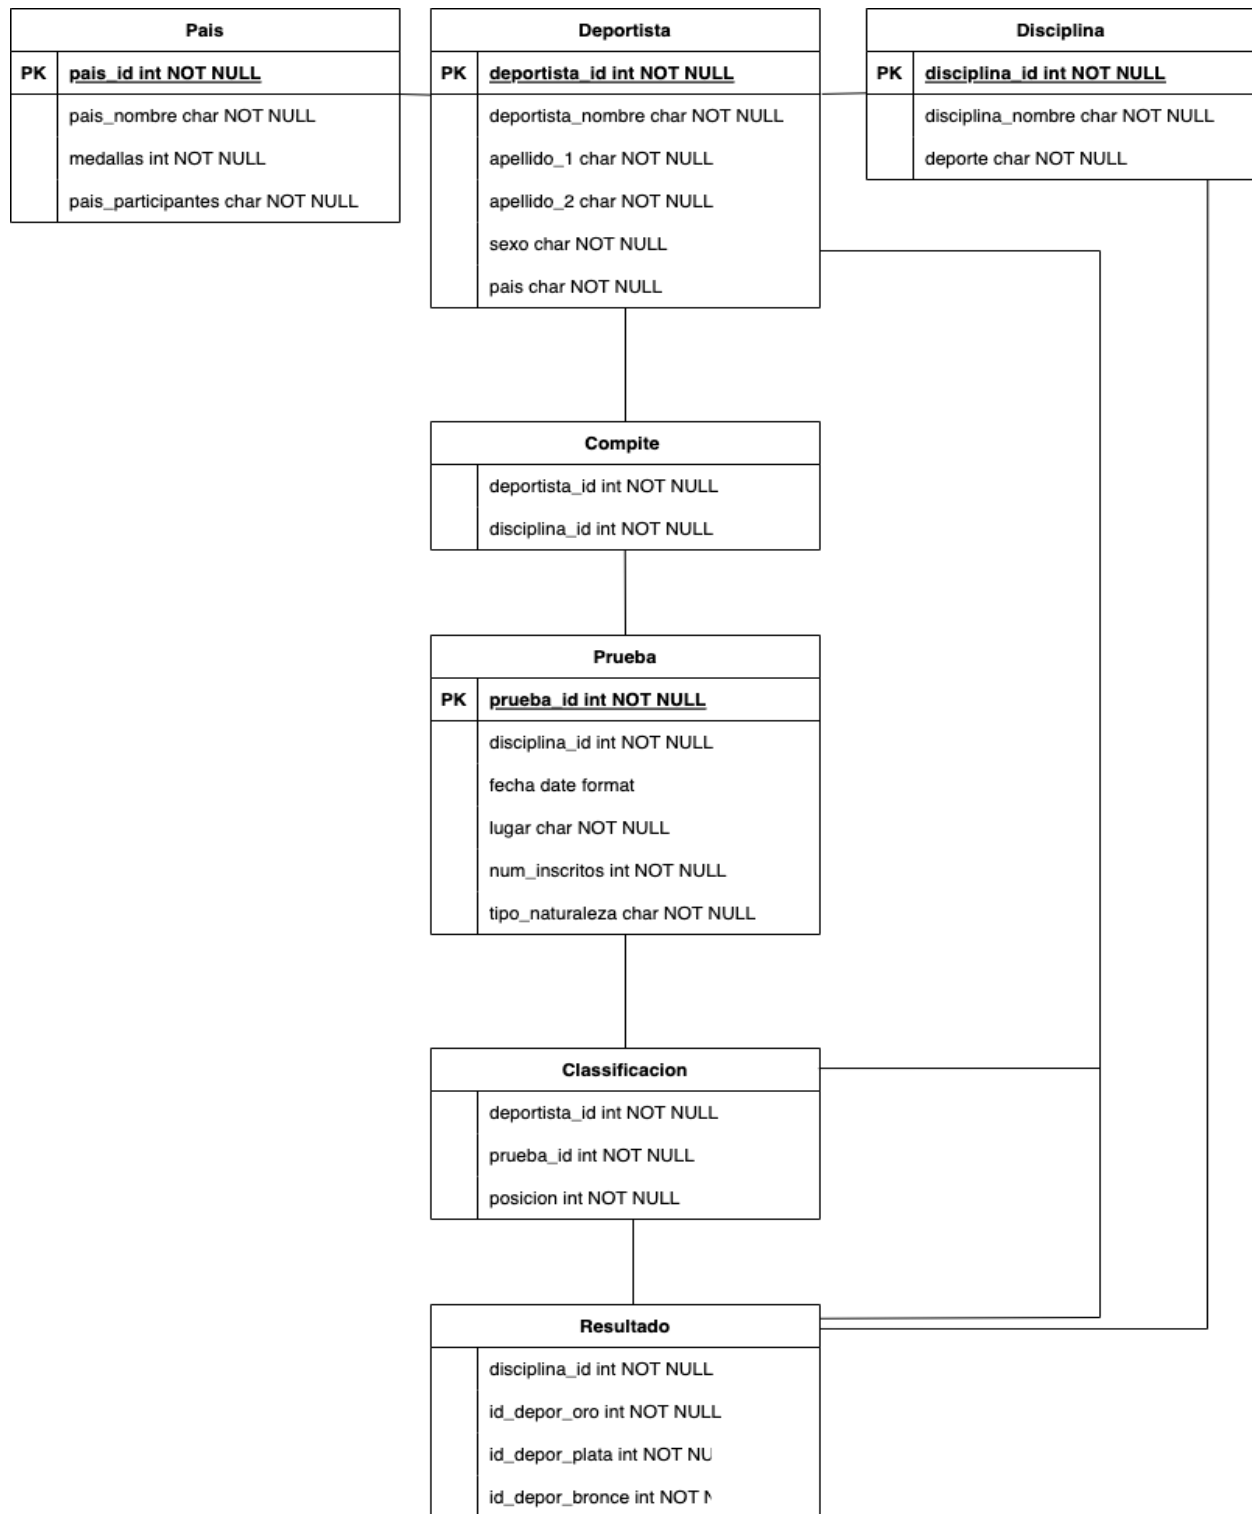 Pais
PK pais_id int NOT NULL
pais_nombre char NOT NULL
medallas int NOT NULL
pais_participantes char NOT NULL
Deportista
PK deportista_id int NOT NULL
deportista_nombre char NOT NULL
apellido_1 char NOT NULL
apellido_2 char NOT NULL
sexo char NOT NULL
pais char NOT NULL
Disciplina
PK disciplina_id int NOT NULL
disciplina_nombre char NOT NULL
deporte char NOT NULL
Compite
deportista_id int NOT NULL
disciplina_id int NOT NULL
Prueba
PK prueba_id int NOT NULL
disciplina_id int NOT NULL
fecha date format
lugar char NOT NULL
num_inscritos int NOT NULL
tipo_naturaleza char NOT NULL
Classificacion
deportista_id int NOT NULL
prueba_id int NOT NULL
posicion int NOT NULL
Resultado
disciplina_id int NOT NULL
id_depor_oro int NOT NULL
id_depor_plata int NOT
id_depor_bronce int NOT